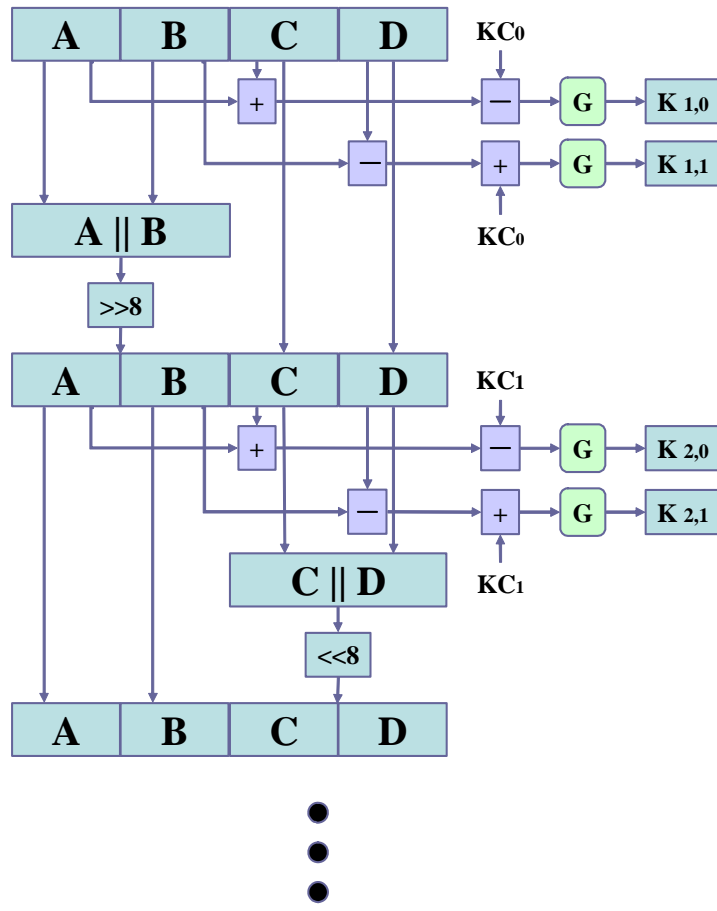 A B C D KC0
+ — G K 1,0
— + G K 1,1
A || B KC0
>>8
A B C D KC1
+ — G K 2,0
— + G K 2,1
C || D KC1
<<8
A B C D